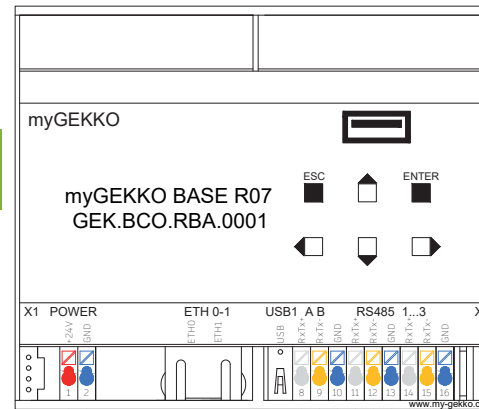 myGEKKO
ESC
ENTER
myGEKKO BASE R07
GEK.BCO.RBA.0001
X1 POWER ETH 0-1 USB1 A B RS485 1...3 X
+24V GND ETH0 ETH1 USB RxTx+ RxTx- GND RxTx+ RxTx- GND RxTx+ RxTx- GND
1 2 8 9 10 11 12 13 14 15 16
A
www.my-gekko.c